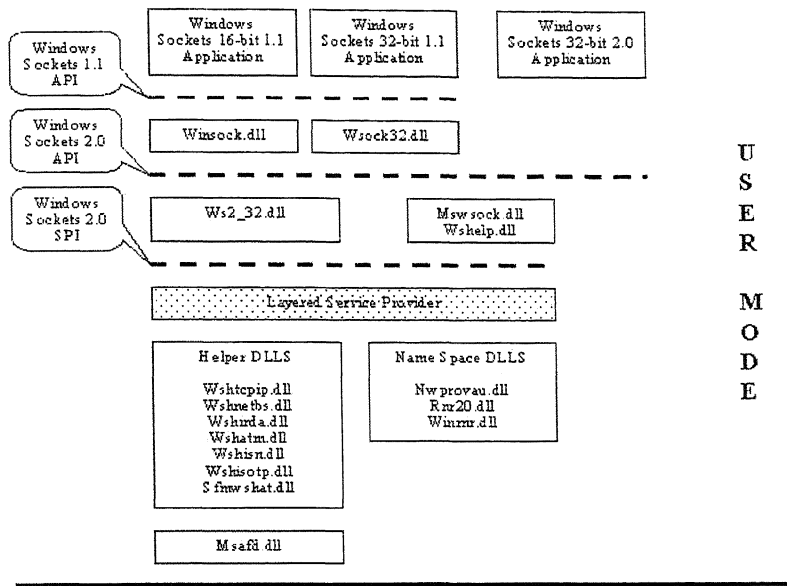 Windows
Sockets 16-bit 1.1
Application
Windows
Sockets 32-bit 1.1
Application
Windows
Sockets 32-bit 2.0
Application
Windows
Sockets 1.1
API
Winsock.dll
Wsock32.dll
Windows
Sockets 2.0
API
Ws2_32.dll
Mswsock.dll
Wshelp.dll
Windows
Sockets 2.0
SPI
Layered Service Provider
Helper DLLS
Wshtcpip.dll
Wshnetbs.dll
Wshirda.dll
Wshatm.dll
Wshisn.dll
Wshisotp.dll
Sfmwshat.dll
Name Space DLLS
Nwprovau.dll
Rnr20.dll
Winrnr.dll
Msafd.dll
USER MODE